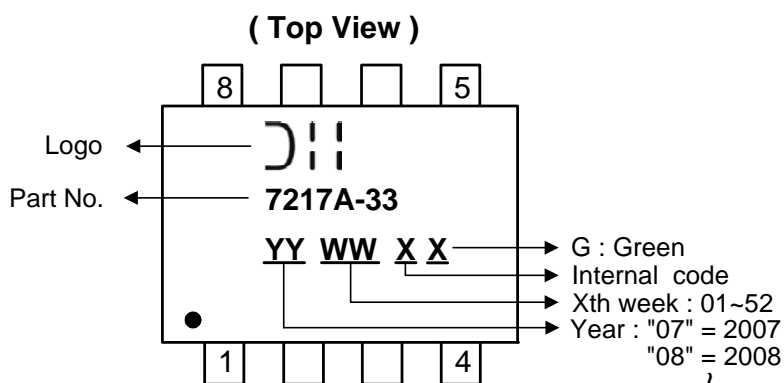 ( Top View )
8 5
Logo
Part No.
7217A-33
YY WW X X
G : Green
Internal code
Xth week : 01~52
Year : "07" = 2007
"08" = 2008
1 4